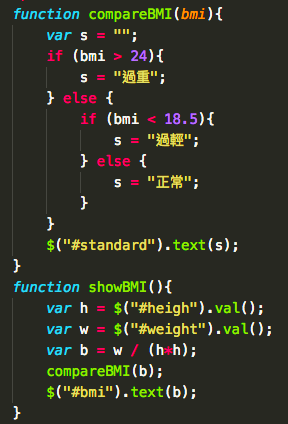 function compareBMI(bmi){
    var s = "";
    if (bmi > 24){
        s = "過重";
    } else {
        if (bmi < 18.5){
            s = "過輕";
        } else {
            s = "正常";
        }
    }
    $("#standard").text(s);
}
function showBMI(){
    var h = $("#heigh").val();
    var w = $("#weight").val();
    var b = w / (h*h);
    compareBMI(b);
    $("#bmi").text(b);
}